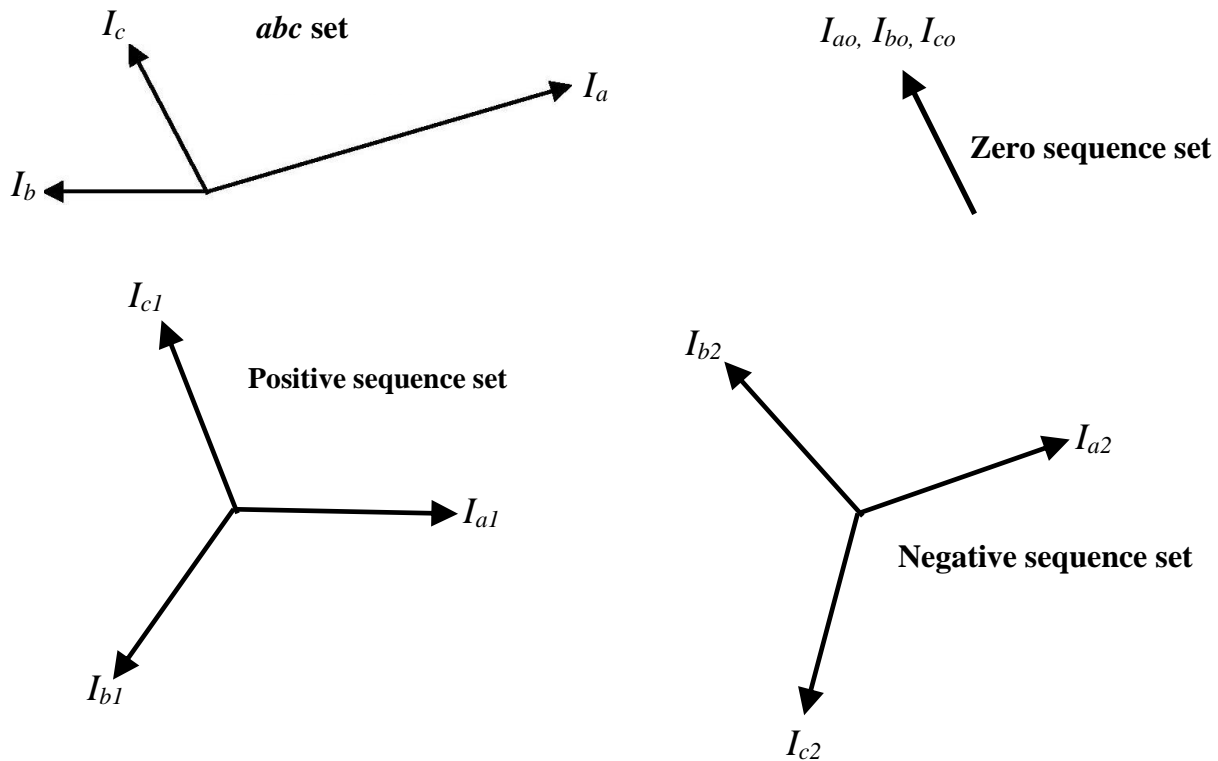 I_c
abc set
I_a
I_b
I_ao, I_bo, I_co
Zero sequence set
I_c1
Positive sequence set
I_a1
I_b1
I_b2
I_a2
Negative sequence set
I_c2